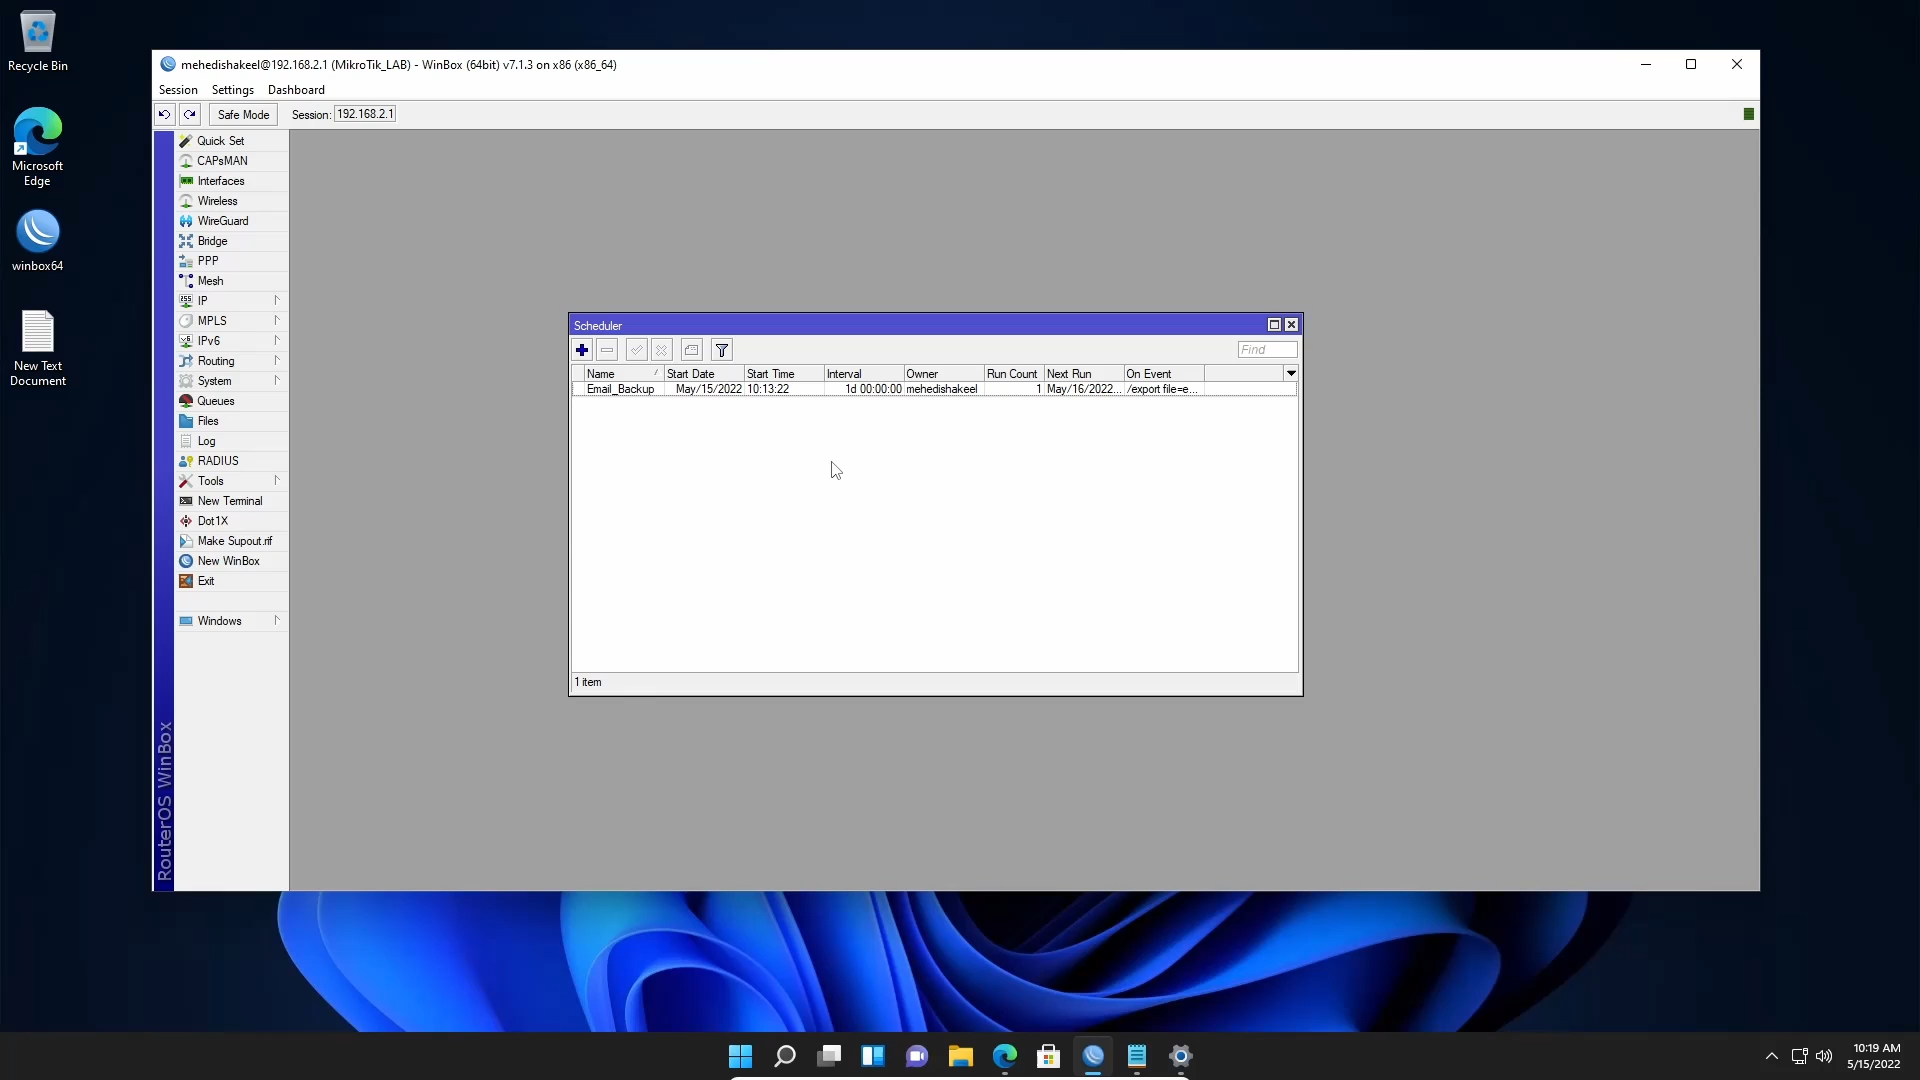 Recycle Bin
Microsoft
Edge
winbox64
New Text
Document
mehedishakeel@192.168.2.1 (MikroTik_LAB) - WinBox (64bit) v7.1.3 on x86 (x86_64)
Session Settings Dashboard
Safe Mode Session: 192.168.2.1
Quick Set
CAPsMAN
Interfaces
Wireless
WireGuard
Bridge
PPP
Mesh
IP
MPLS
IPv6
Routing
System
Queues
Files
Log
RADIUS
Tools
New Terminal
Dot1X
Make Supout.rif
New WinBox
Exit
Windows
RouterOS WinBox
Scheduler
Find
Name Start Date Start Time Interval Owner Run Count Next Run On Event
Email_Backup May/15/2022 10:13:22 1d 00:00:00 mehedishakeel 1 May/16/2022... /export file=e...
1 item
10:19 AM
5/15/2022